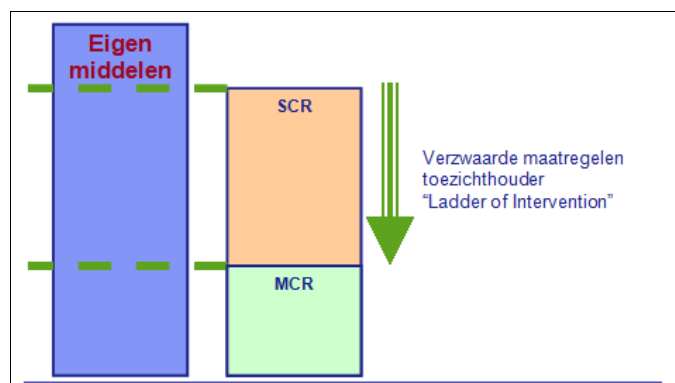 Eigen
middelen
SCR
MCR
Verzwaarde maatregelen
toezichthouder
“Ladder of Intervention”